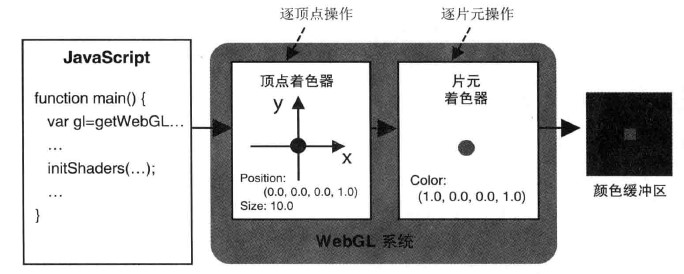 逐顶点操作
逐片元操作
JavaScript
function main() {
var gl=getWebGL...
...
initShaders(...);
...
}
顶点着色器
y
x
Position:
(0.0, 0.0, 0.0, 1.0)
Size: 10.0
片元
着色器
Color:
(1.0, 0.0, 0.0, 1.0)
WebGL 系统
颜色缓冲区